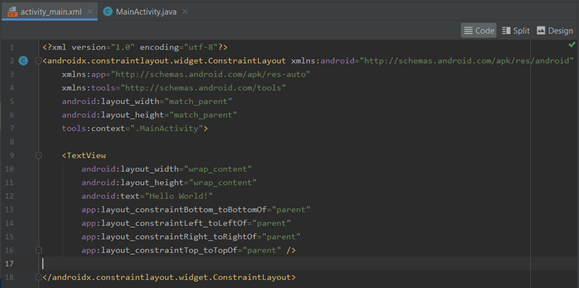 activity_main.xml
MainActivity.java
Code
Split
Design
1 <?xml version="1.0" encoding="utf-8"?>
2 <androidx.constraintlayout.widget.ConstraintLayout xmlns:android="http://schemas.android.com/apk/res/android"
3 xmlns:app="http://schemas.android.com/apk/res-auto"
4 xmlns:tools="http://schemas.android.com/tools"
5 android:layout_width="match_parent"
6 android:layout_height="match_parent"
7 tools:context=".MainActivity">
8
9 <TextView
10 android:layout_width="wrap_content"
11 android:layout_height="wrap_content"
12 android:text="Hello World!"
13 app:layout_constraintBottom_toBottomOf="parent"
14 app:layout_constraintLeft_toLeftOf="parent"
15 app:layout_constraintRight_toRightOf="parent"
16 app:layout_constraintTop_toTopOf="parent" />
17
18 </androidx.constraintlayout.widget.ConstraintLayout>